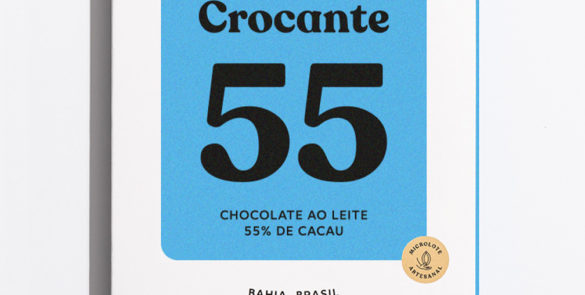 Crocante
55
CHOCOLATE AO LEITE
55% DE CACAU
MICROLOTE
ARTESANAL
BAHIA, BRASIL